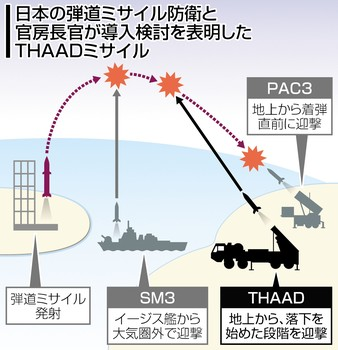 日本の弾道ミサイル防衛と
官房長官が導入検討を表明した
THAADミサイル
PAC3
地上から着弾
直前に迎撃
弾道ミサイル
発射
SM3
イージス艦から
大気圏外で迎撃
THAAD
地上から、落下を
始めた段階を迎撃